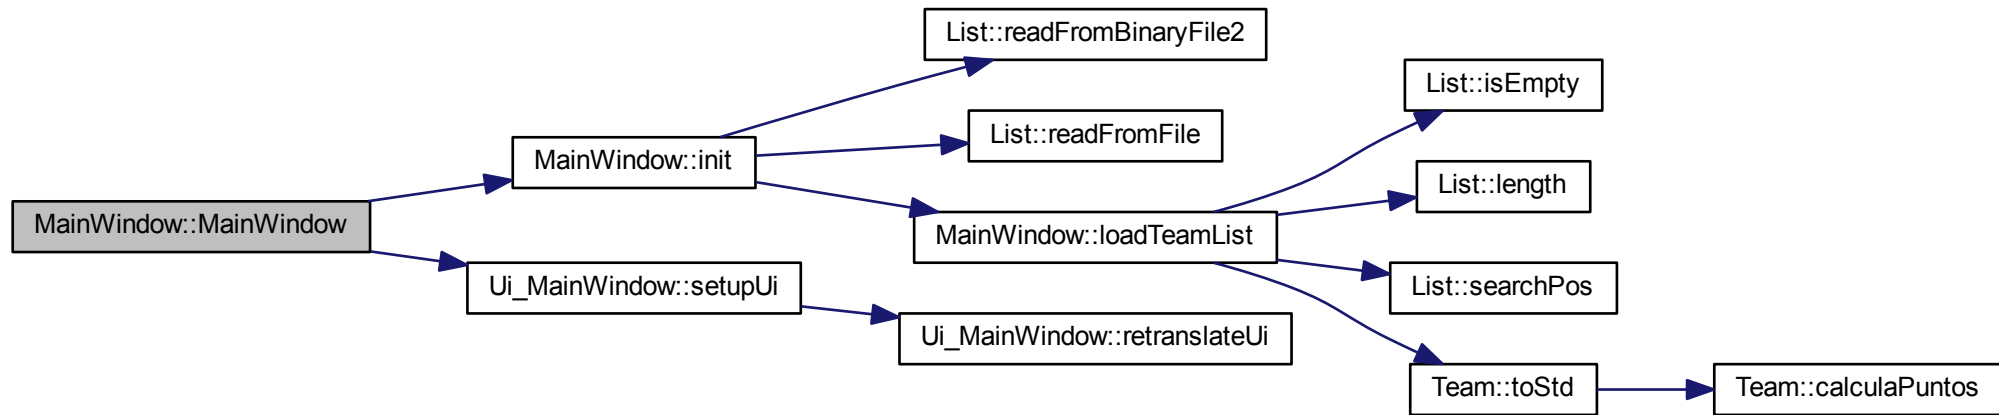 List::readFromBinaryFile2
List::isEmpty
List::readFromFile
MainWindow::init
List::length
MainWindow::MainWindow
MainWindow::loadTeamList
Ui_MainWindow::setupUi
List::searchPos
Ui_MainWindow::retranslateUi
Team::toStd
Team::calculaPuntos